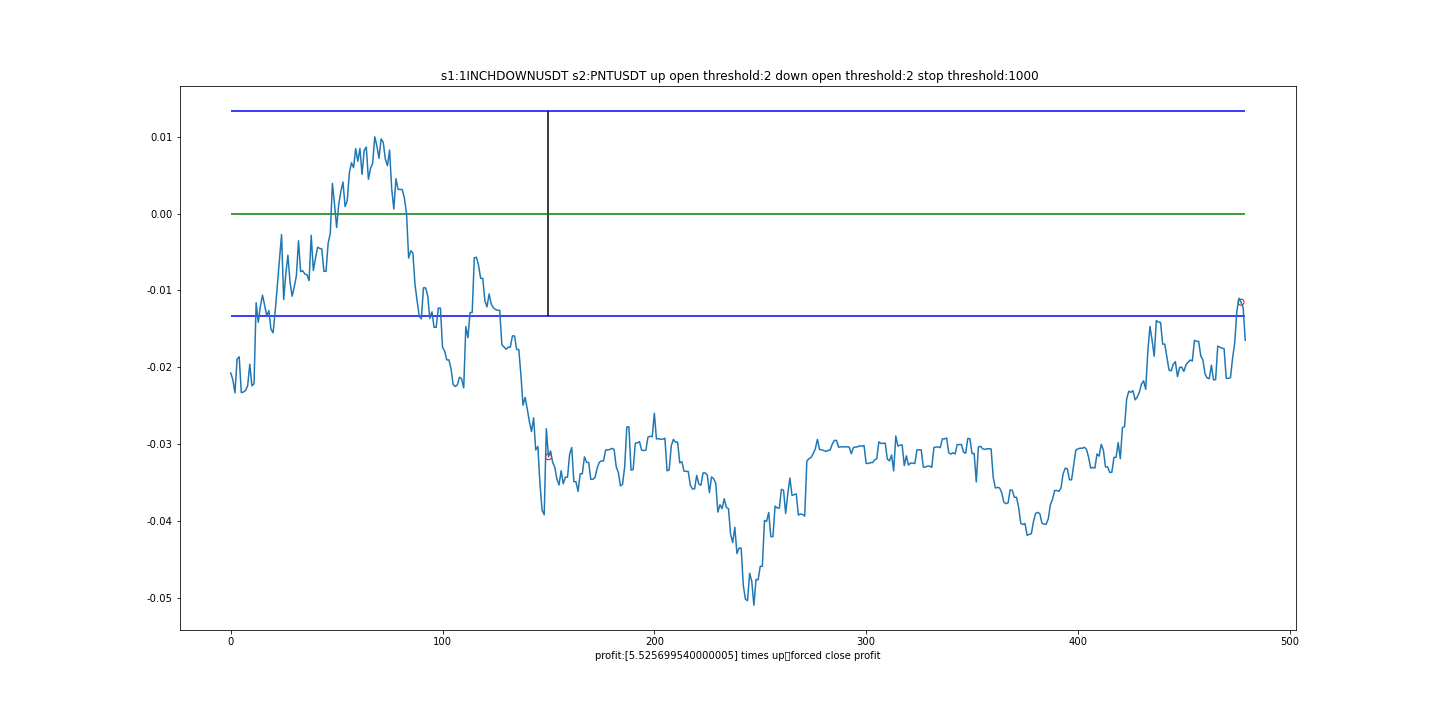 s1:1INCHDOWNUSDT s2:PNTUSDT up open threshold:2 down open threshold:2 stop threshold:1000
0.01
0.00
-0.01
-0.02
-0.03
-0.04
-0.05
0 100 200 300 400 500
profit:[5.525699540000005] times up▯forced close profit